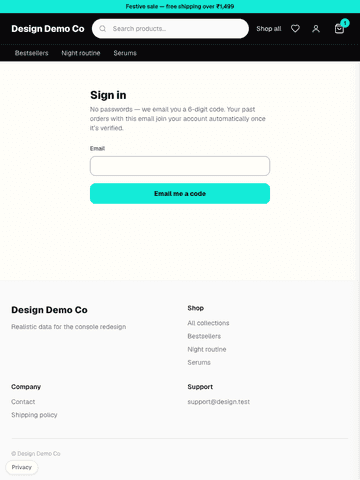 Festive sale — free shipping over ₹1,499
Design Demo Co
Search products...
Shop all
1
Bestsellers
Night routine
Serums
Sign in
No passwords — we email you a 6-digit code. Your past
orders with this email join your account automatically once
it's verified.
Email
Email me a code
Design Demo Co
Realistic data for the console redesign
Shop
All collections
Bestsellers
Night routine
Serums
Company
Contact
Shipping policy
Support
support@design.test
© Design Demo Co
Privacy